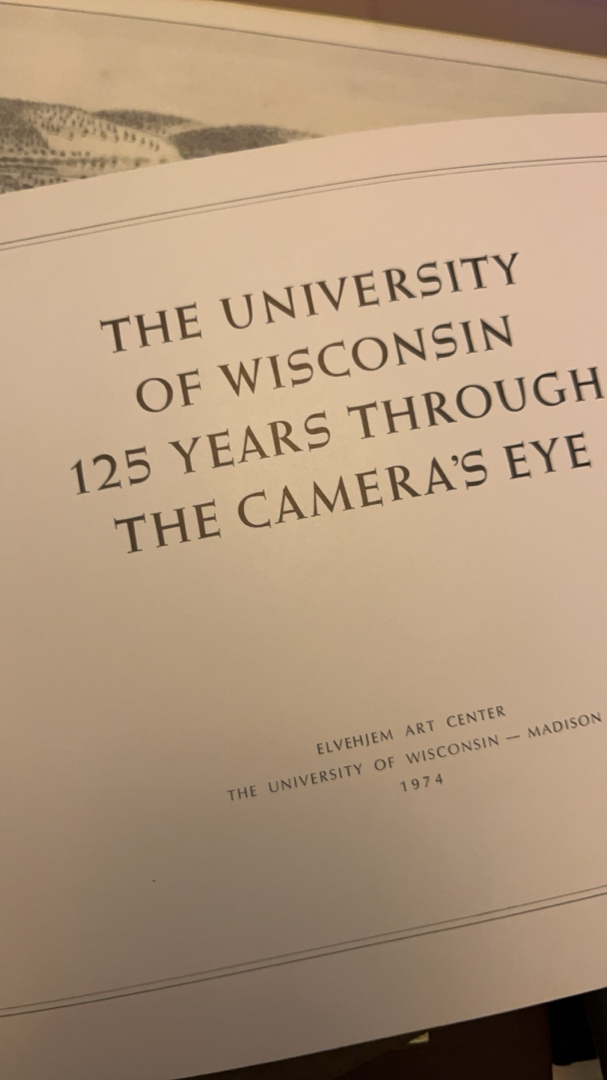 THE UNIVERSITY
OF WISCONSIN
125 YEARS THROUGH
THE CAMERA'S EYE
ELVEHJEM ART CENTER
THE UNIVERSITY OF WISCONSIN — MADISON
1974